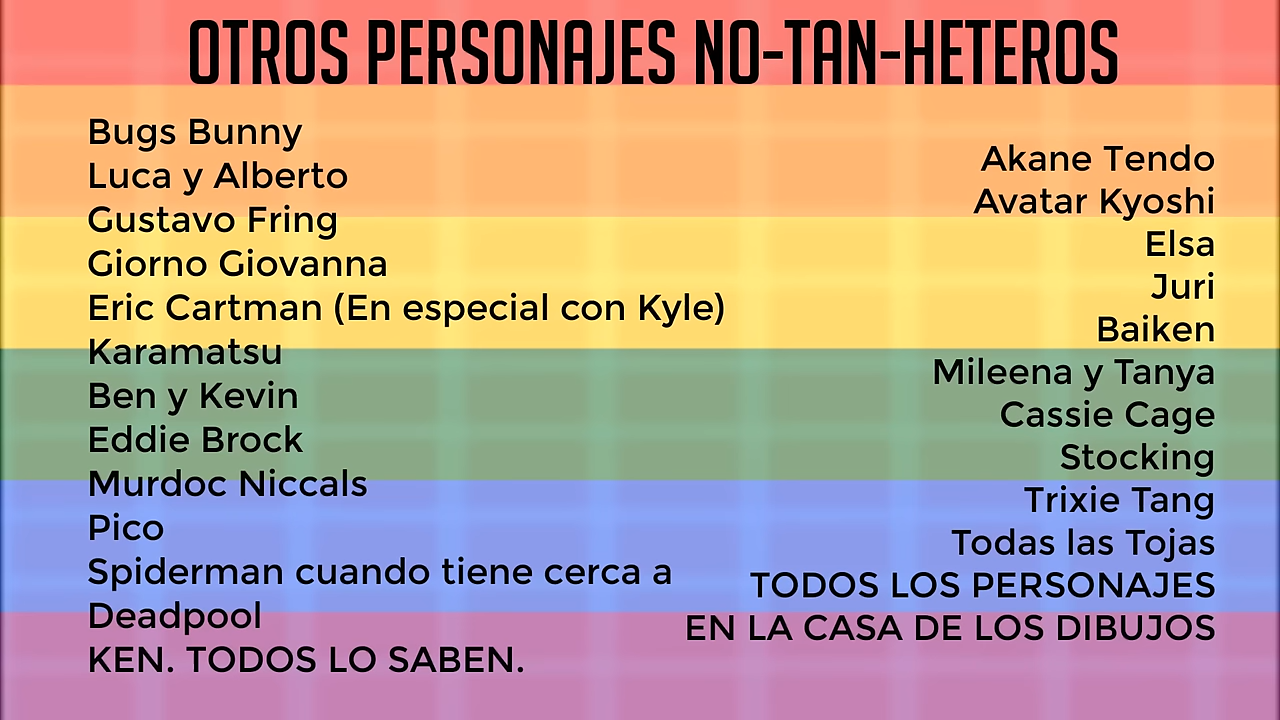 OTROS PERSONAJES NO-TAN-HETEROS
Bugs Bunny
Luca y Alberto
Gustavo Fring
Giorno Giovanna
Eric Cartman (En especial con Kyle)
Karamatsu
Ben y Kevin
Eddie Brock
Murdoc Niccals
Pico
Spiderman cuando tiene cerca a
Deadpool
KEN. TODOS LO SABEN.
Akane Tendo
Avatar Kyoshi
Elsa
Juri
Baiken
Mileena y Tanya
Cassie Cage
Stocking
Trixie Tang
Todas las Tojas
TODOS LOS PERSONAJES
EN LA CASA DE LOS DIBUJOS